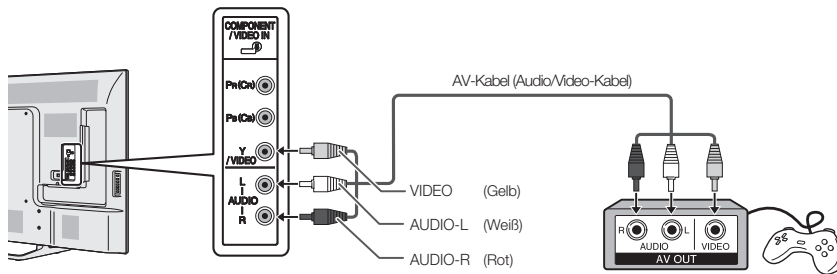 COMPONENT
/VIDEO IN
PR(CR)
PB(CB)
Y
/VIDEO
L
AUDIO
R
AV-Kabel (Audio/Video-Kabel)
VIDEO (Gelb)
AUDIO-L (Weiß)
AUDIO-R (Rot)
R L
AUDIO VIDEO
AV OUT